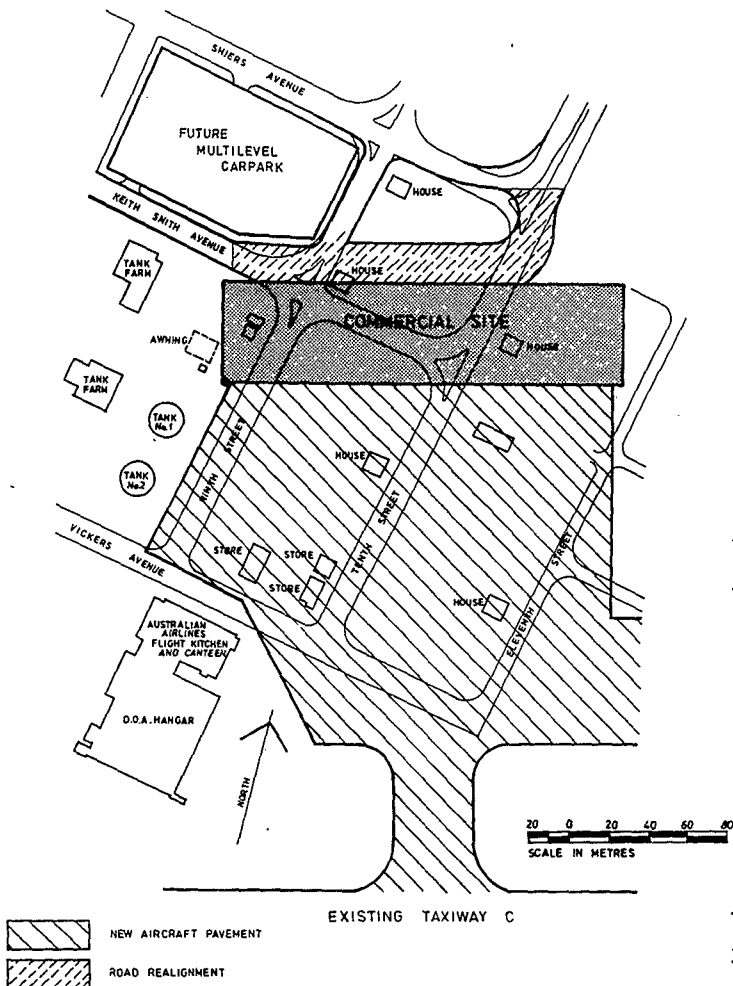 SHIERS AVENUE
FUTURE
MULTILEVEL
CARPARK
HOUSE
KEITH SMITH AVENUE
TANK
FARM
HOUSE
COMMERCIAL SITE
AWNING
HOUSE
TANK
FARM
TANK
No.1
NINTH STREET
HOUSE
TANK
No.2
TENTH STREET
VICKERS AVENUE
STORE
STORE
STORE
HOUSE
ELEVENTH STREET
AUSTRALIAN
AIRLINES
FLIGHT KITCHEN
AND CANTEEN
D.O.A. HANGAR
NORTH
20 0 20 40 60 80
SCALE IN METRES
EXISTING TAXIWAY C
NEW AIRCRAFT PAVEMENT
ROAD REALIGNMENT